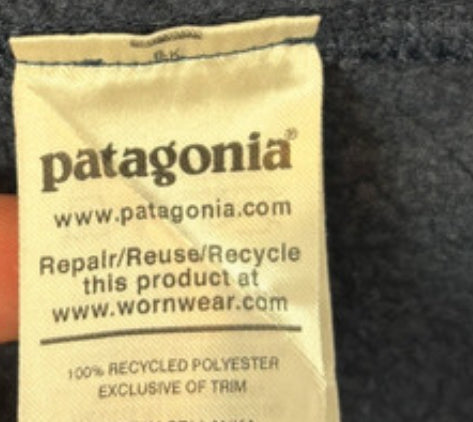 patagonia®
www.patagonia.com
Repair/Reuse/Recycle
this product at
www.wornwear.com
100% RECYCLED POLYESTER
EXCLUSIVE OF TRIM